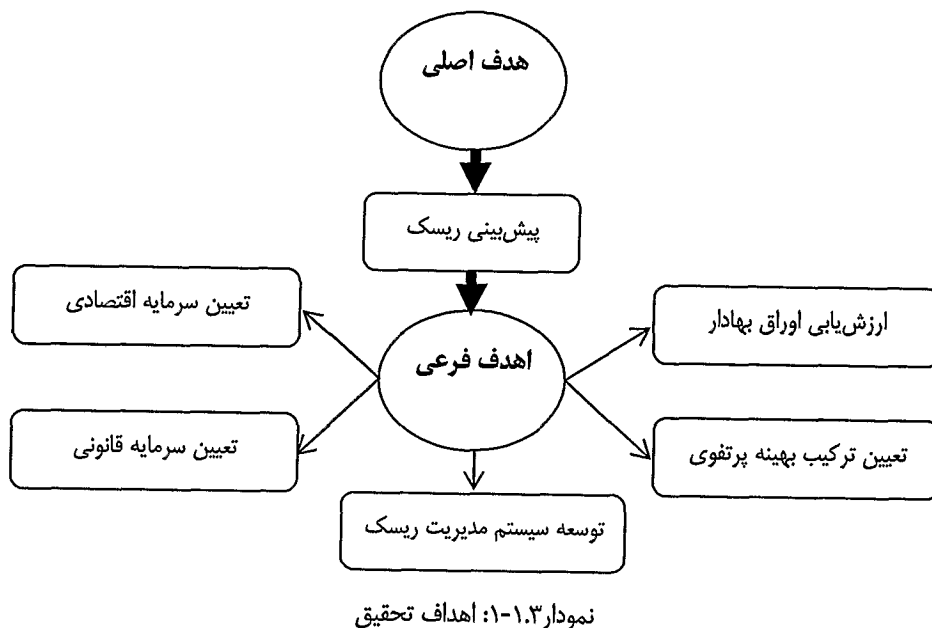 هدف اصلی
پیش‌بینی ریسک
تعیین سرمایه اقتصادی
ارزش‌یابی اوراق بهادار
اهدف فرعی
تعیین سرمایه قانونی
تعیین ترکیب بهینه پرتفوی
توسعه سیستم مدیریت ریسک
نمودار۱-۱.۳: اهداف تحقیق